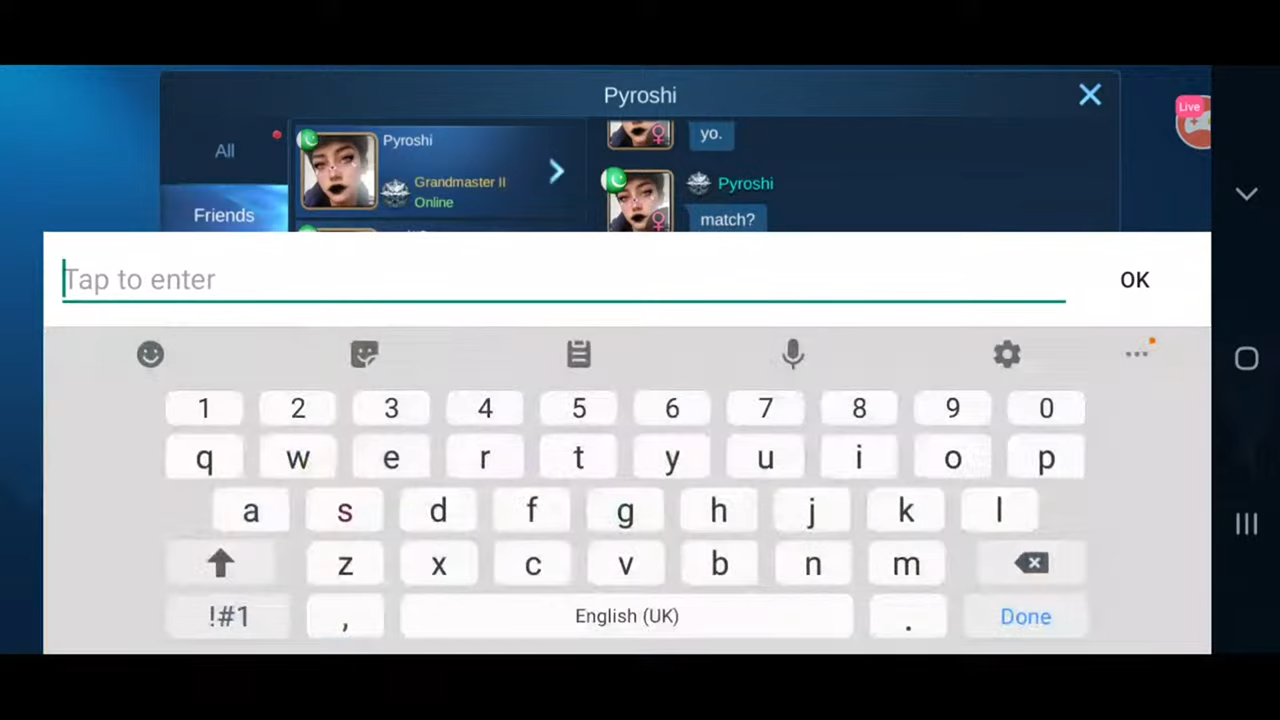 Pyroshi
Live
All
Pyroshi
Grandmaster II
Online
Friends
yo.
Pyroshi
match?
Tap to enter
OK
1 2 3 4 5 6 7 8 9 0
q w e r t y u i o p
a s d f g h j k l
z x c v b n m
!#1 , English (UK) . Done